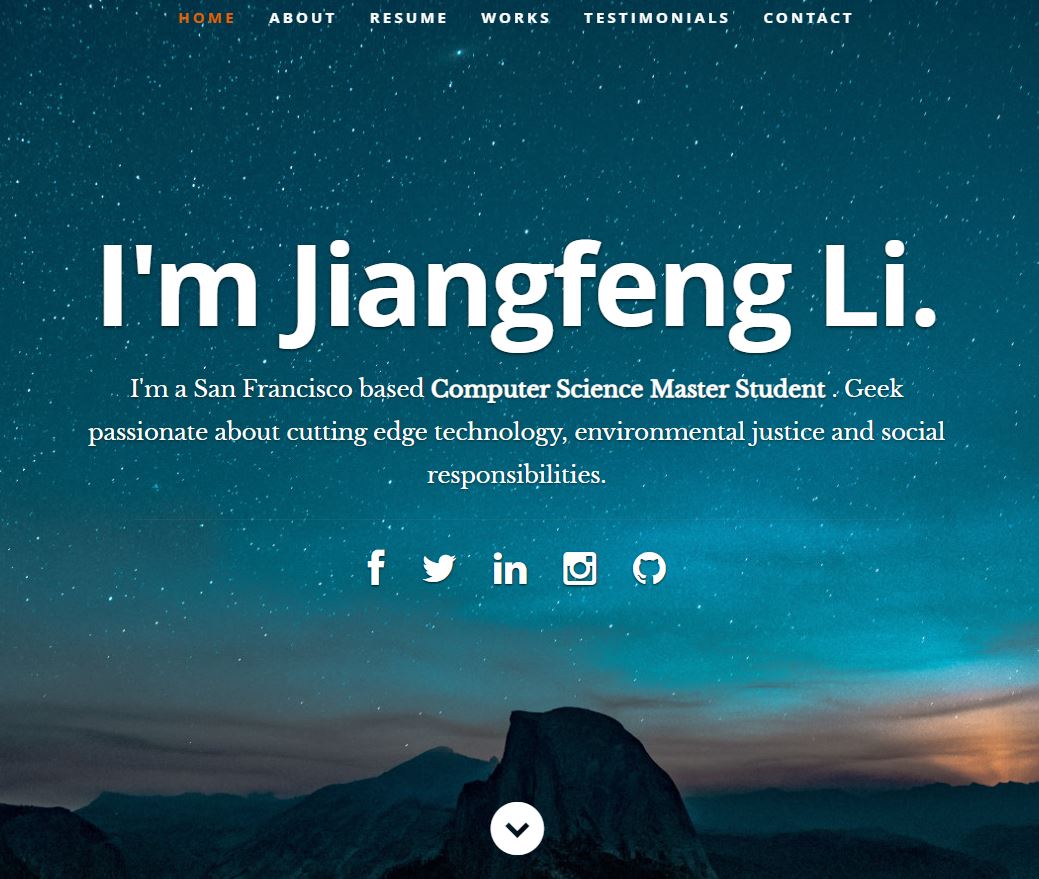 HOME ABOUT RESUME WORKS TESTIMONIALS CONTACT
I'm Jiangfeng Li.
I'm a San Francisco based Computer Science Master Student . Geek
passionate about cutting edge technology, environmental justice and social
responsibilities.